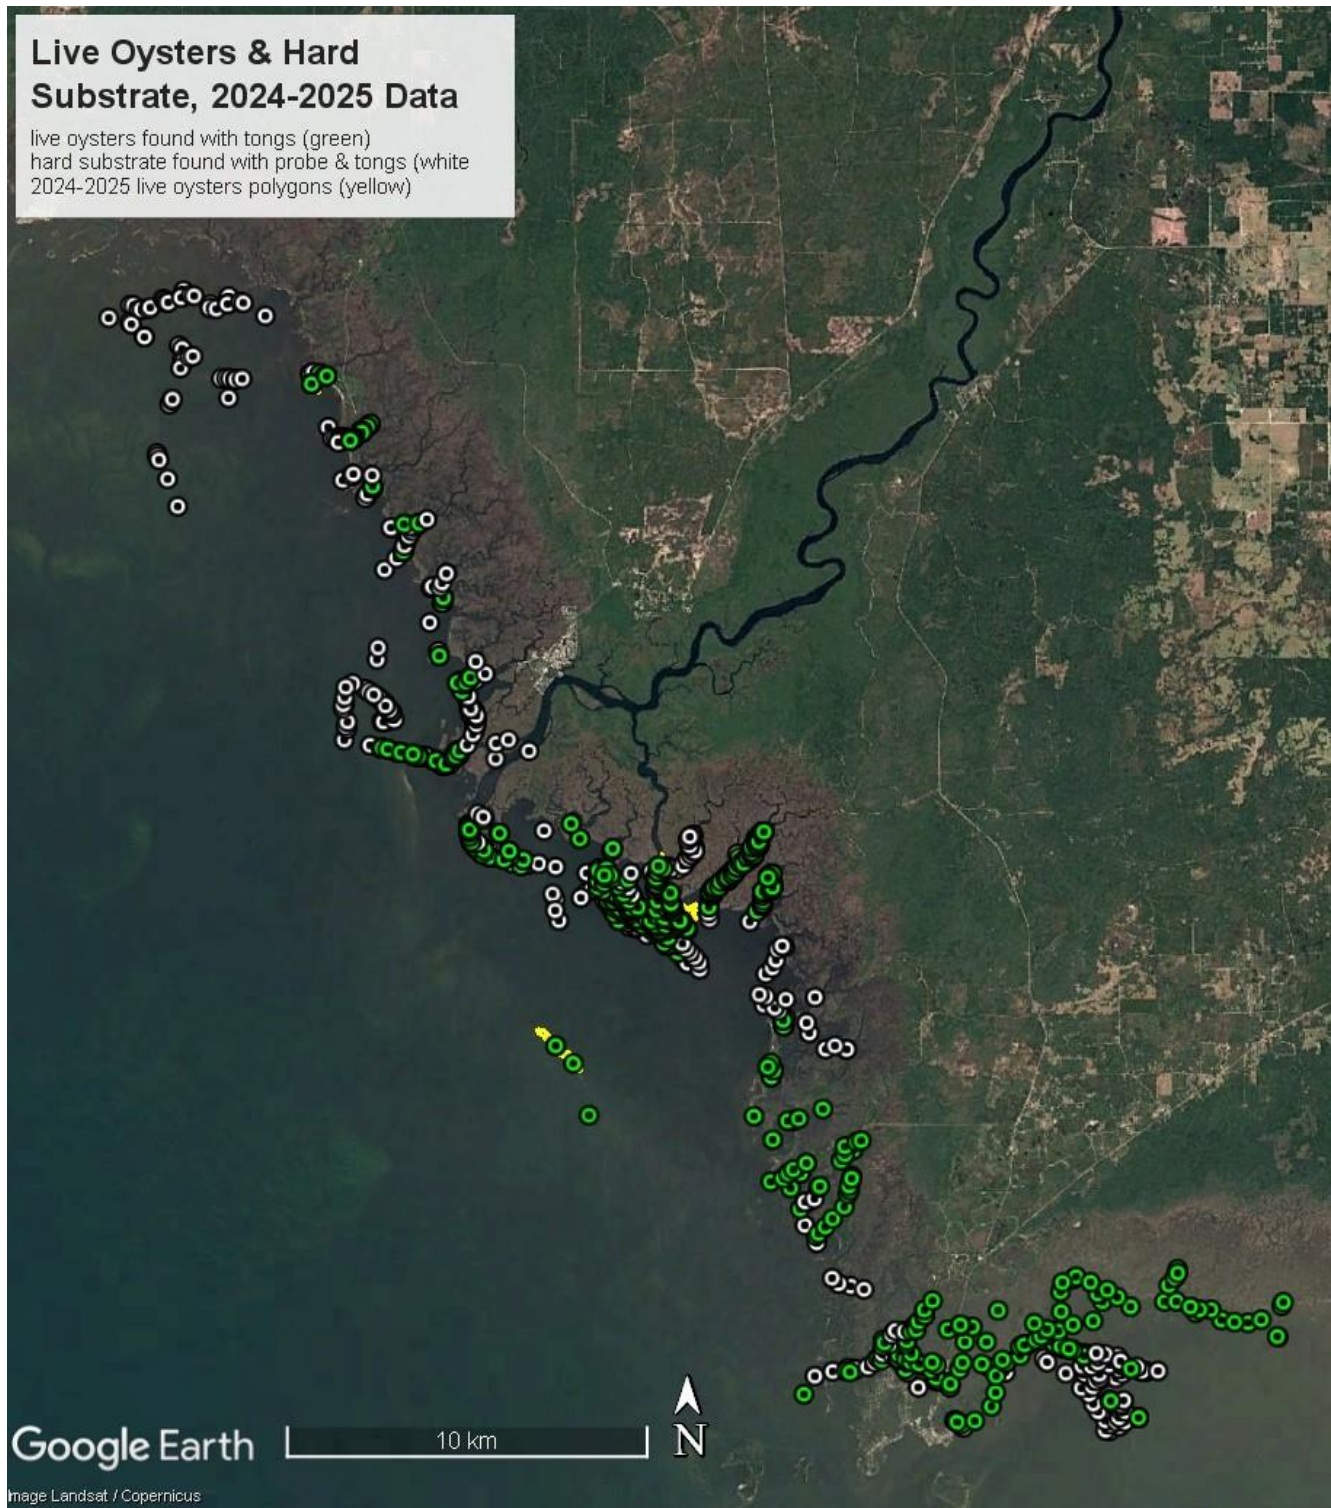 Live Oysters & Hard
Substrate, 2024-2025 Data
live oysters found with tongs (green)
hard substrate found with probe & tongs (white
2024-2025 live oysters polygons (yellow)
10 km
N
Google Earth
Image Landsat / Copernicus